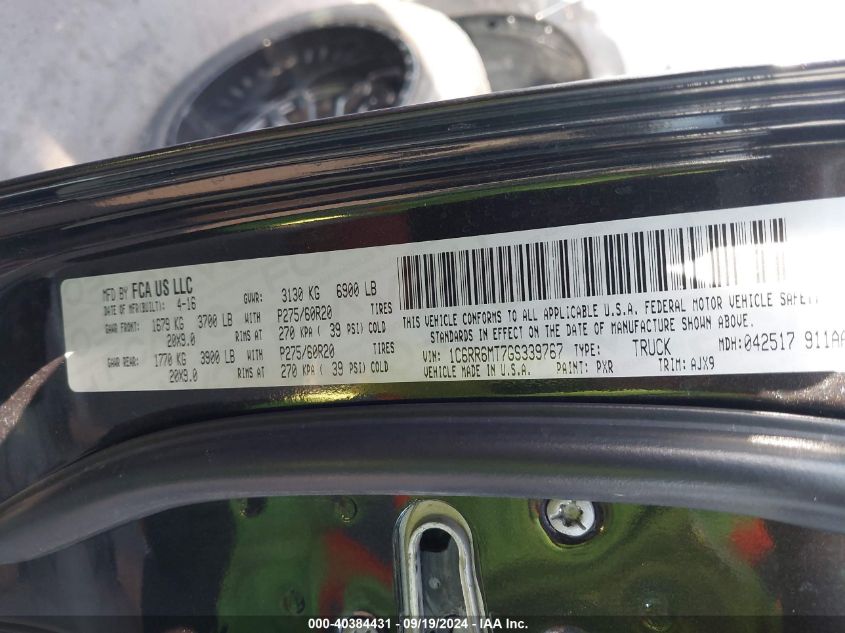 MFD BY FCA US LLC
DATE OF MFR(BUILT): 4-16 GVWR: 3130 KG 6900 LB
GAWR FRONT: 1679 KG 3700 LB WITH P275/60R20 TIRES
20X9.0 RIMS AT 270 KPA ( 39 PSI) COLD
GAWR REAR: 1770 KG 3900 LB WITH P275/60R20 TIRES
20X9.0 RIMS AT 270 KPA ( 39 PSI) COLD
THIS VEHICLE CONFORMS TO ALL APPLICABLE U.S.A. FEDERAL MOTOR VEHICLE SAFETY
STANDARDS IN EFFECT ON THE DATE OF MANUFACTURE SHOWN ABOVE.
VIN: 1C6RR6MT7GS339767 TYPE: TRUCK MDH: 042517 911AA
VEHICLE MADE IN U.S.A. PAINT: PXR TRIM: AJX9
000-40384431 - 09/19/2024 - IAA Inc.